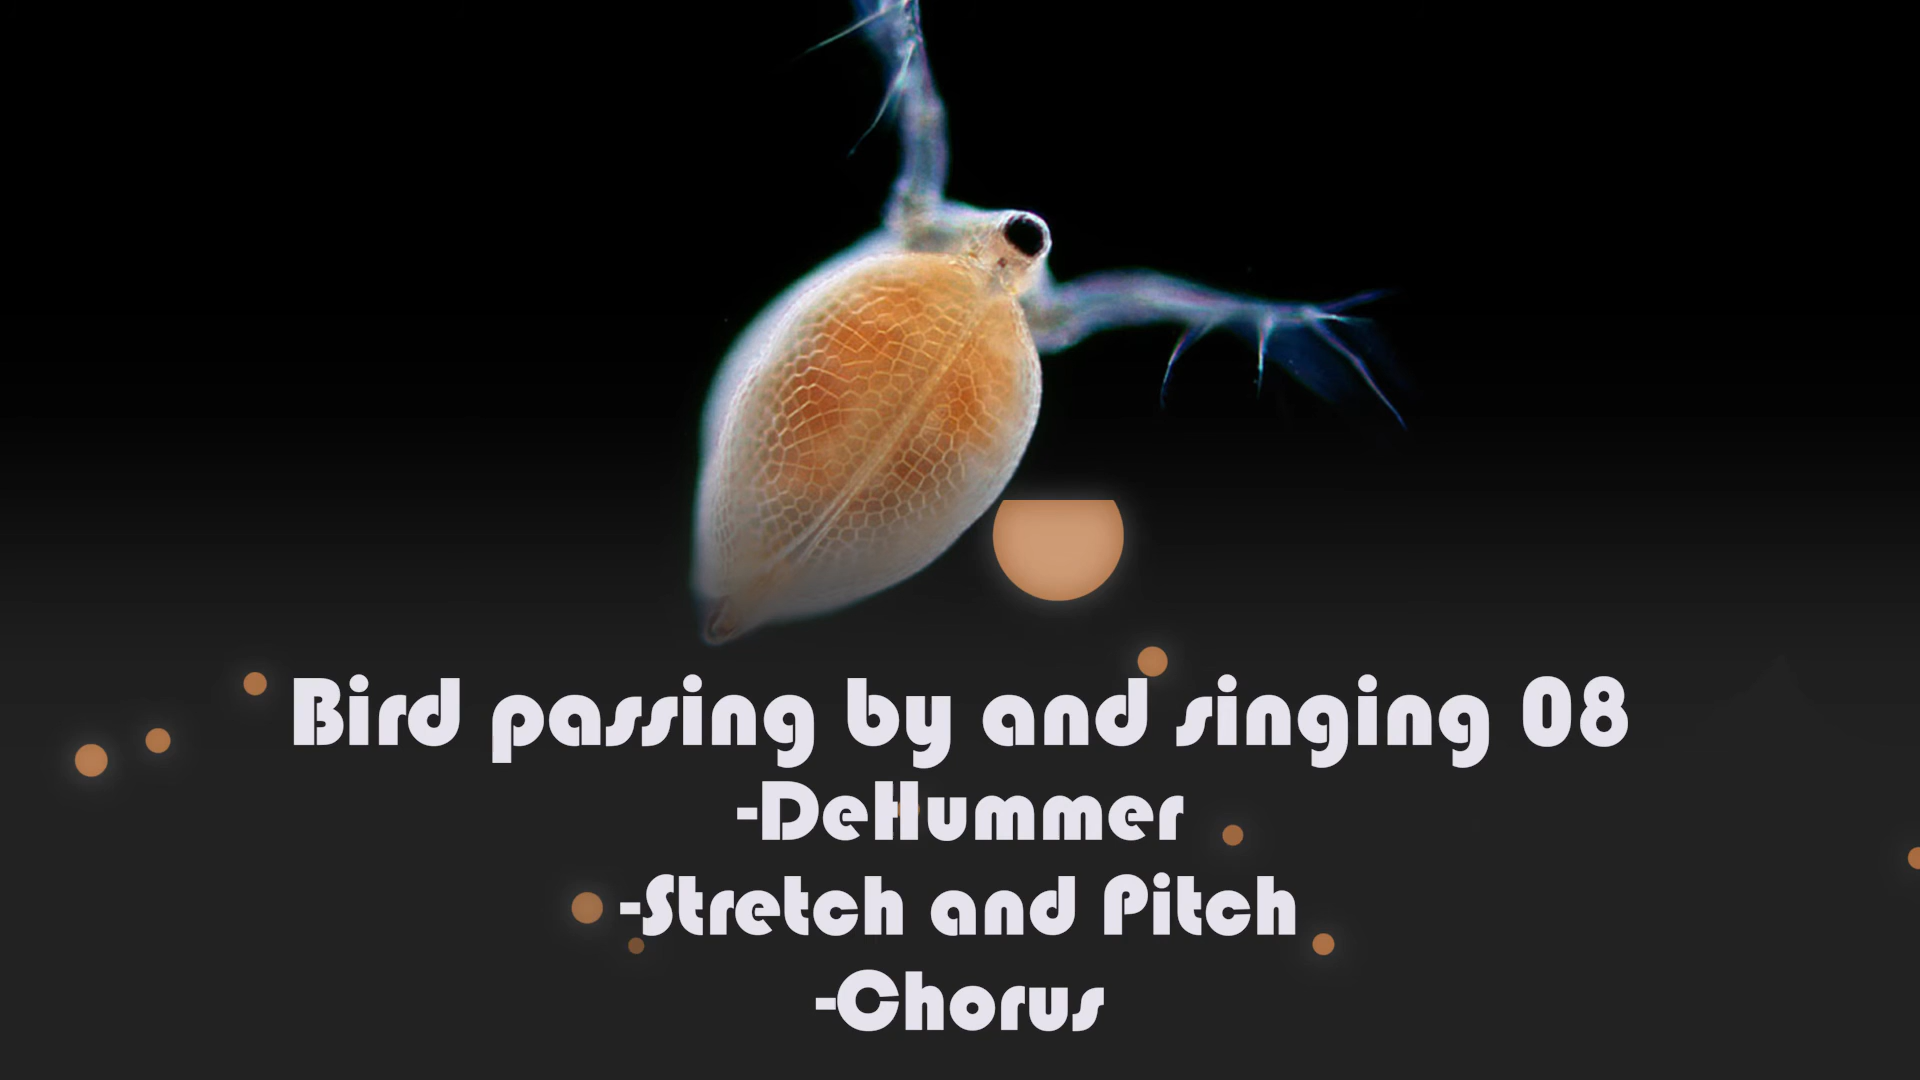 Bird passing by and singing 08
-DeHummer
-Stretch and Pitch
-Chorus